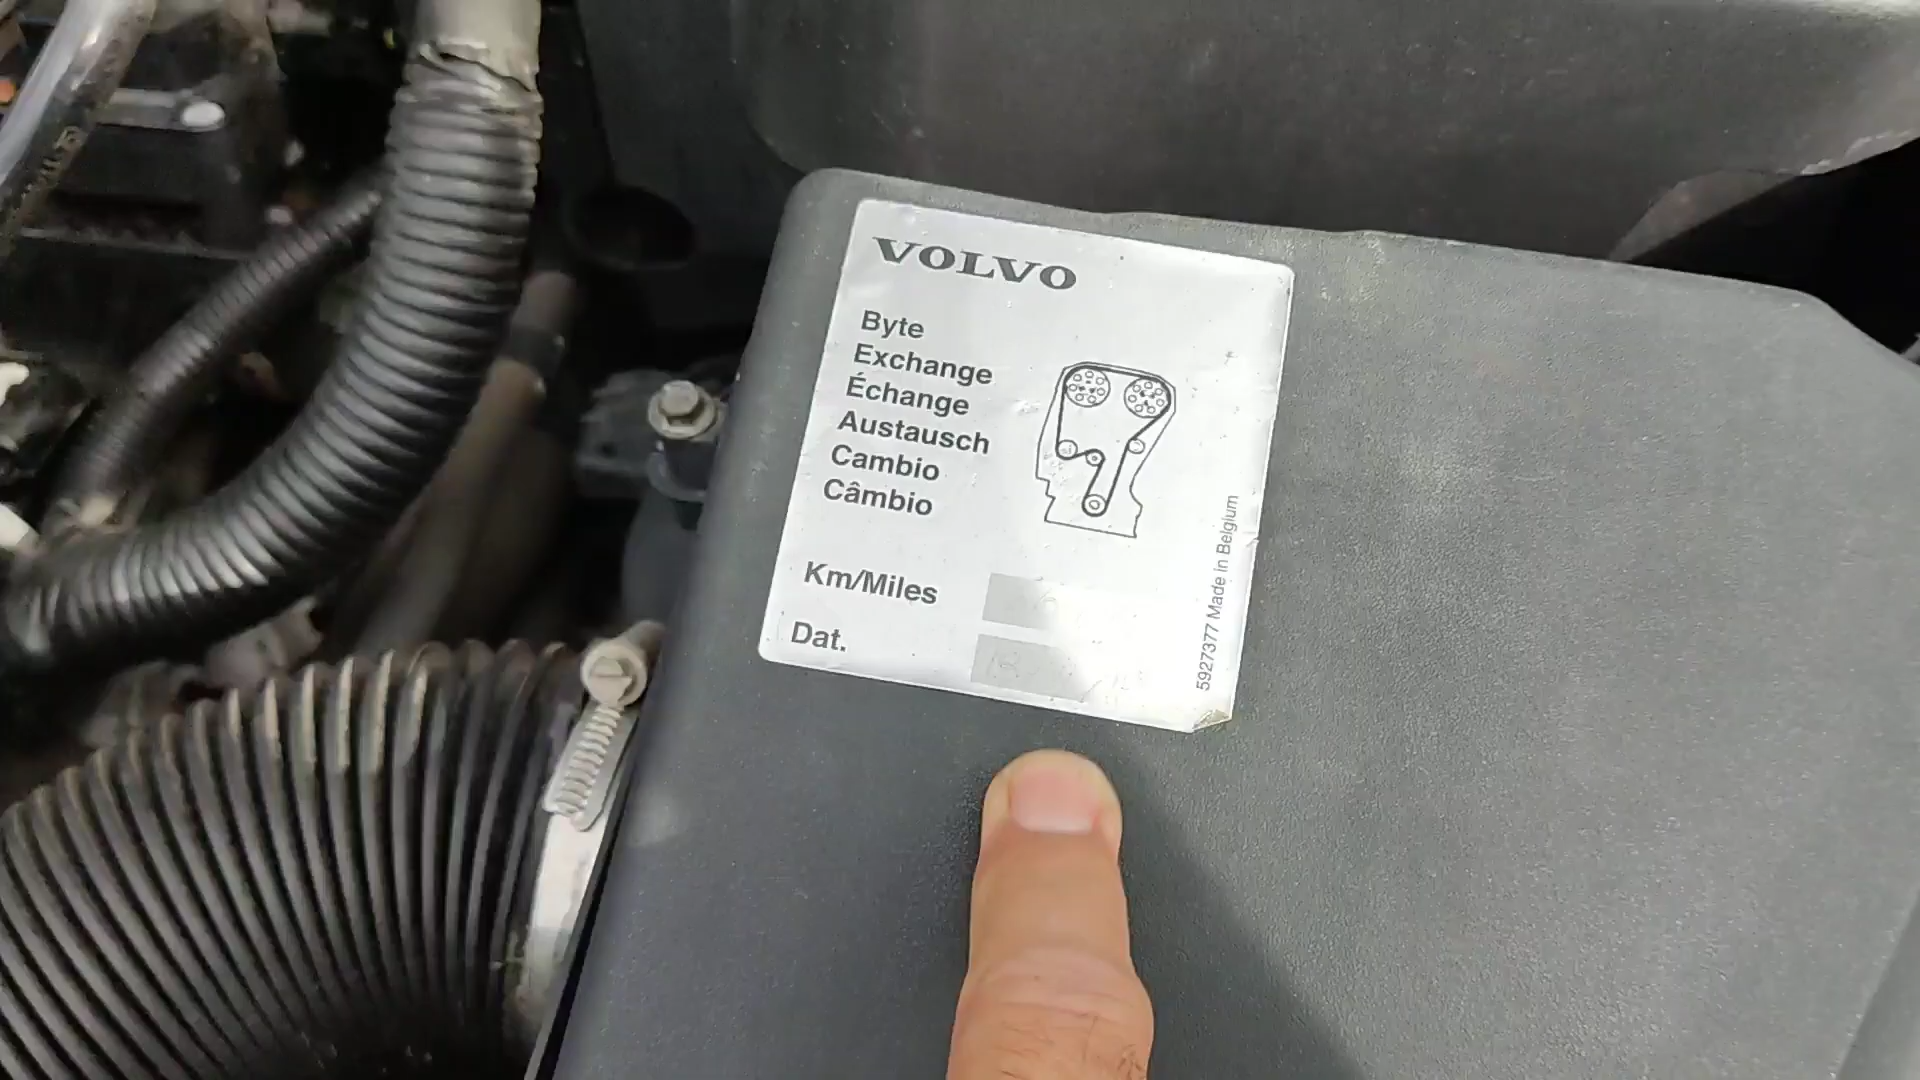 VOLVO
Byte
Exchange
Échange
Austausch
Cambio
Câmbio
Km/Miles
Dat.
5927377 Made in Belgium